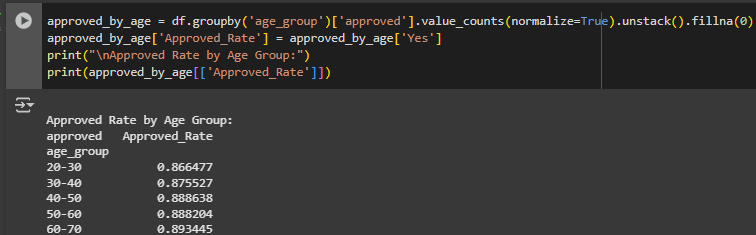 approved_by_age = df.groupby('age_group')['approved'].value_counts(normalize=True).unstack().fillna(0)
approved_by_age['Approved_Rate'] = approved_by_age['Yes']
print("\nApproved Rate by Age Group:")
print(approved_by_age[['Approved_Rate']])
Approved Rate by Age Group:
approved   Approved_Rate
age_group
20-30           0.866477
30-40           0.875527
40-50           0.888638
50-60           0.888204
60-70           0.893445